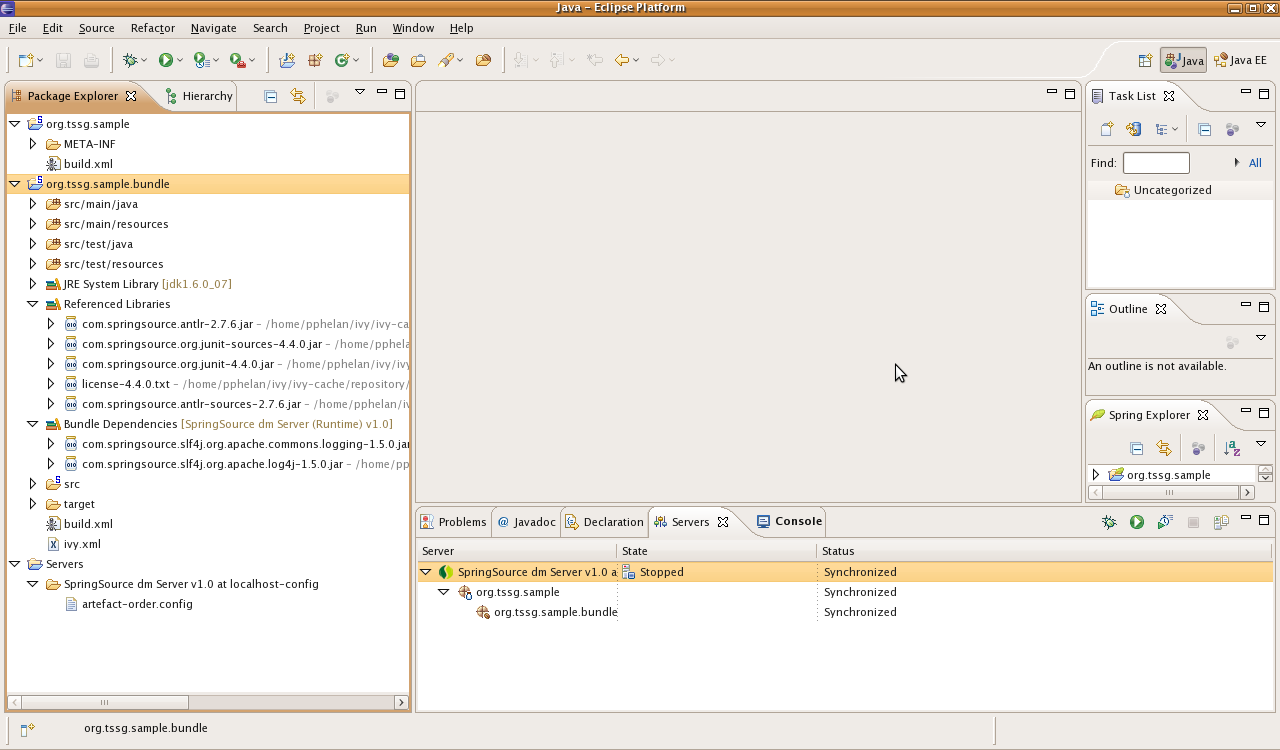 Java – Eclipse Platform
File Edit Source Refactor Navigate Search Project Run Window Help
Java Java EE
Package Explorer Hierarchy
org.tssg.sample
META-INF
build.xml
org.tssg.sample.bundle
src/main/java
src/main/resources
src/test/java
src/test/resources
JRE System Library [jdk1.6.0_07]
Referenced Libraries
com.springsource.antlr-2.7.6.jar – /home/pphelan/ivy/ivy-ca
com.springsource.org.junit-sources-4.4.0.jar – /home/pphela
com.springsource.org.junit-4.4.0.jar – /home/pphelan/ivy/ivy
license-4.4.0.txt – /home/pphelan/ivy/ivy-cache/repository/
com.springsource.antlr-sources-2.7.6.jar – /home/pphelan/iv
Bundle Dependencies [SpringSource dm Server (Runtime) v1.0]
com.springsource.slf4j.org.apache.commons.logging-1.5.0.jar
com.springsource.slf4j.org.apache.log4j-1.5.0.jar – /home/pp
src
target
build.xml
ivy.xml
Servers
SpringSource dm Server v1.0 at localhost-config
artefact-order.config
Task List
Find: All
Uncategorized
Outline
An outline is not available.
Spring Explorer
org.tssg.sample
Problems Javadoc Declaration Servers Console
Server State Status
SpringSource dm Server v1.0 a Stopped Synchronized
org.tssg.sample Synchronized
org.tssg.sample.bundle Synchronized
org.tssg.sample.bundle